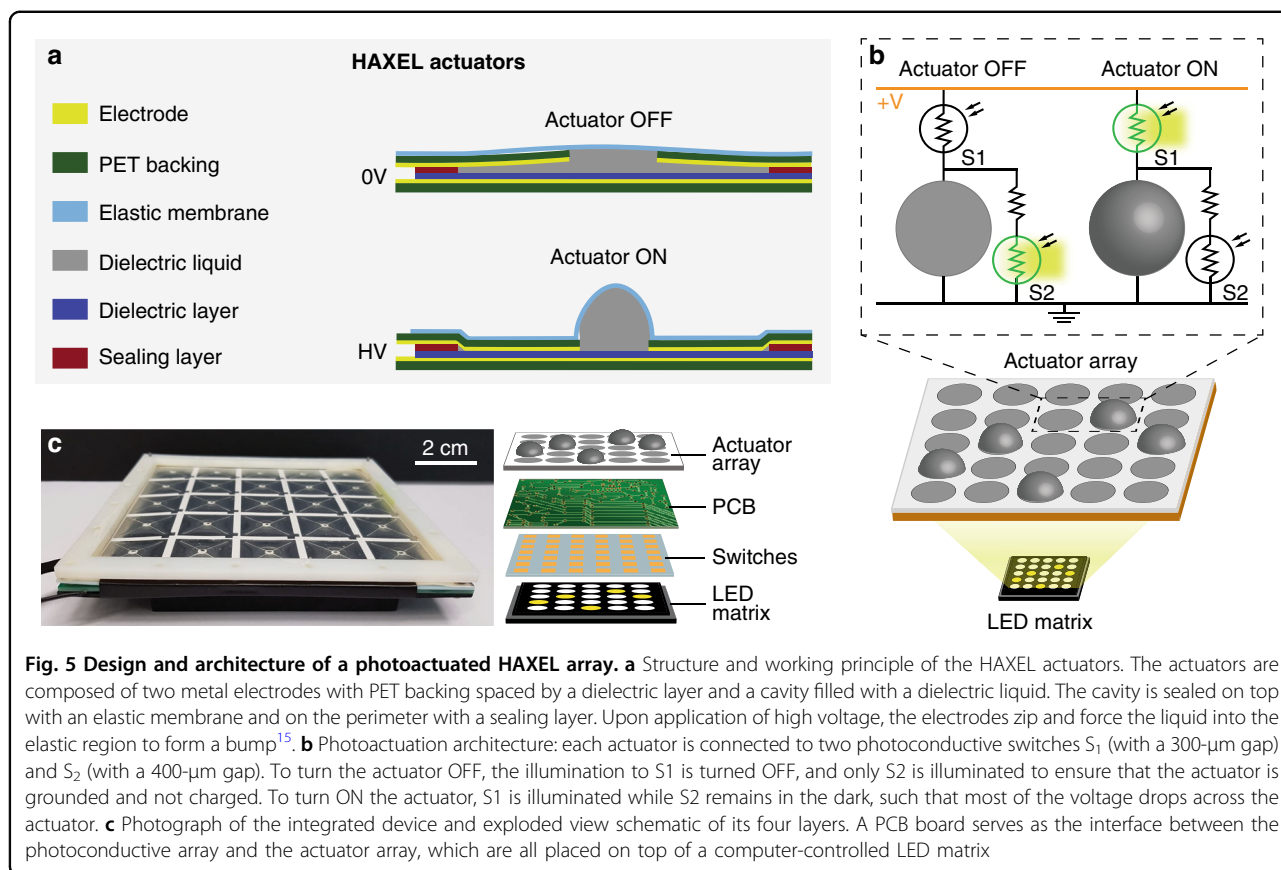 a
HAXEL actuators
Electrode
PET backing
Elastic membrane
Dielectric liquid
Dielectric layer
Sealing layer
Actuator OFF
0V
Actuator ON
HV
b
Actuator OFF
Actuator ON
+V
S1
S1
S2
S2
Actuator array
LED matrix
c
2 cm
Actuator
array
PCB
Switches
LED
matrix
Fig. 5 Design and architecture of a photoactuated HAXEL array. a Structure and working principle of the HAXEL actuators. The actuators are
composed of two metal electrodes with PET backing spaced by a dielectric layer and a cavity filled with a dielectric liquid. The cavity is sealed on top
with an elastic membrane and on the perimeter with a sealing layer. Upon application of high voltage, the electrodes zip and force the liquid into the
elastic region to form a bump¹⁵. b Photoactuation architecture: each actuator is connected to two photoconductive switches S₁ (with a 300-μm gap)
and S₂ (with a 400-μm gap). To turn the actuator OFF, the illumination to S1 is turned OFF, and only S2 is illuminated to ensure that the actuator is
grounded and not charged. To turn ON the actuator, S1 is illuminated while S2 remains in the dark, such that most of the voltage drops across the
actuator. c Photograph of the integrated device and exploded view schematic of its four layers. A PCB board serves as the interface between the
photoconductive array and the actuator array, which are all placed on top of a computer-controlled LED matrix